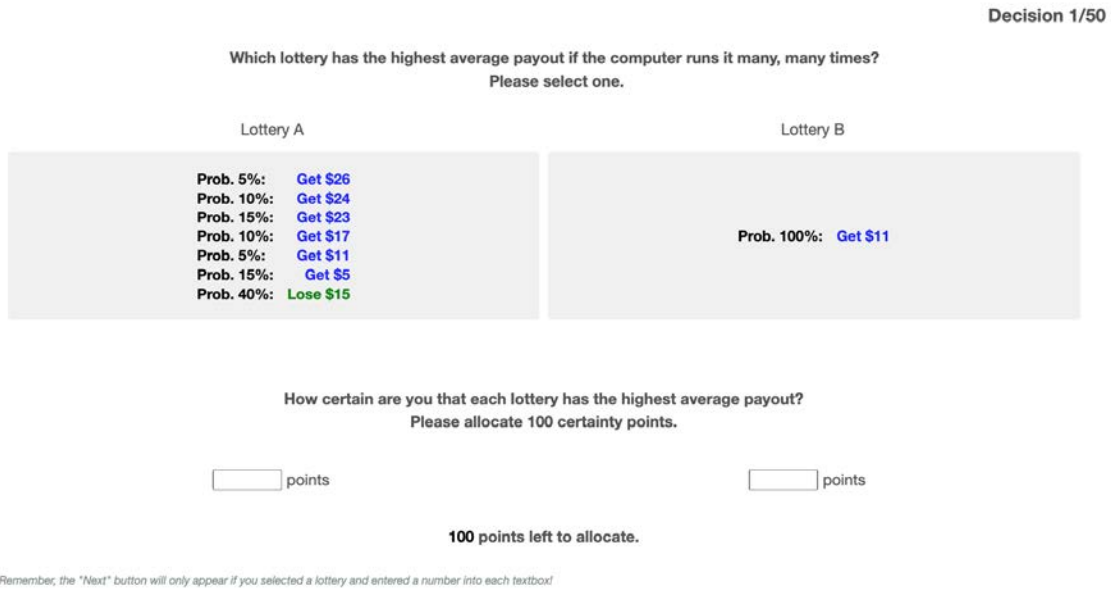 Decision 1/50
Which lottery has the highest average payout if the computer runs it many, many times?
Please select one.
Lottery A
Lottery B
Prob. 5%: Get $26
Prob. 10%: Get $24
Prob. 15%: Get $23
Prob. 10%: Get $17
Prob. 5%: Get $11
Prob. 15%: Get $5
Prob. 40%: Lose $15
Prob. 100%: Get $11
How certain are you that each lottery has the highest average payout?
Please allocate 100 certainty points.
points
points
100 points left to allocate.
Remember, the "Next" button will only appear if you selected a lottery and entered a number into each textbox!